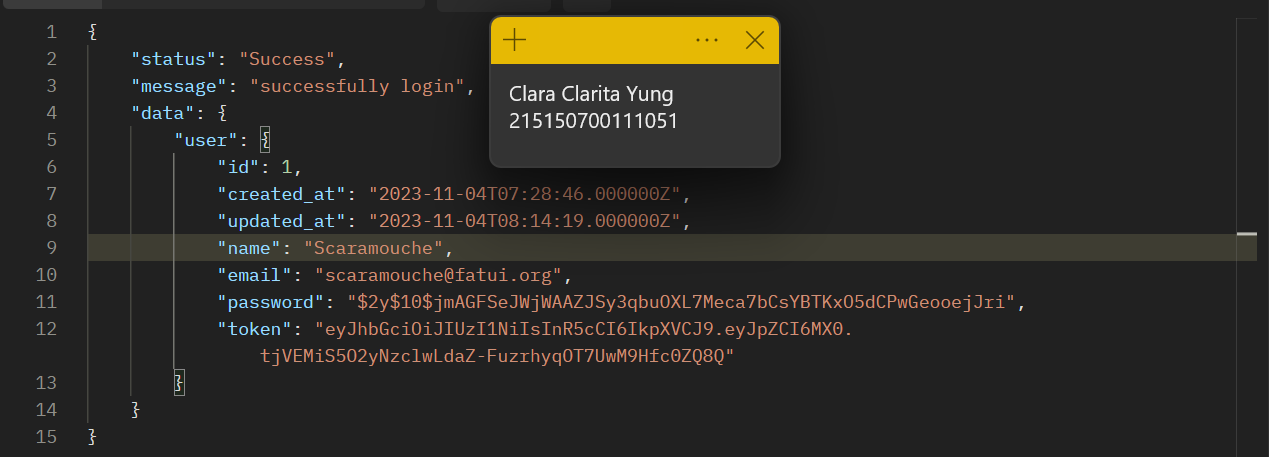 Clara Clarita Yung
215150700111051
1 {
2 "status": "Success",
3 "message": "successfully login",
4 "data": {
5 "user": {
6 "id": 1,
7 "created_at": "2023-11-04T07:28:46.000000Z",
8 "updated_at": "2023-11-04T08:14:19.000000Z",
9 "name": "Scaramouche",
10 "email": "scaramouche@fatui.org",
11 "password": "$2y$10$jmAGFSeJWjWAAZJSy3qbuOXL7Meca7bCsYBTKxO5dCPwGeooejJri",
12 "token": "eyJhbGciOiJIUzI1NiIsInR5cCI6IkpXVCJ9.eyJpZCI6MX0.
tjVEMiS5O2yNzclwLdaZ-FuzrhyqOT7UwM9Hfc0ZQ8Q"
13 }
14 }
15 }